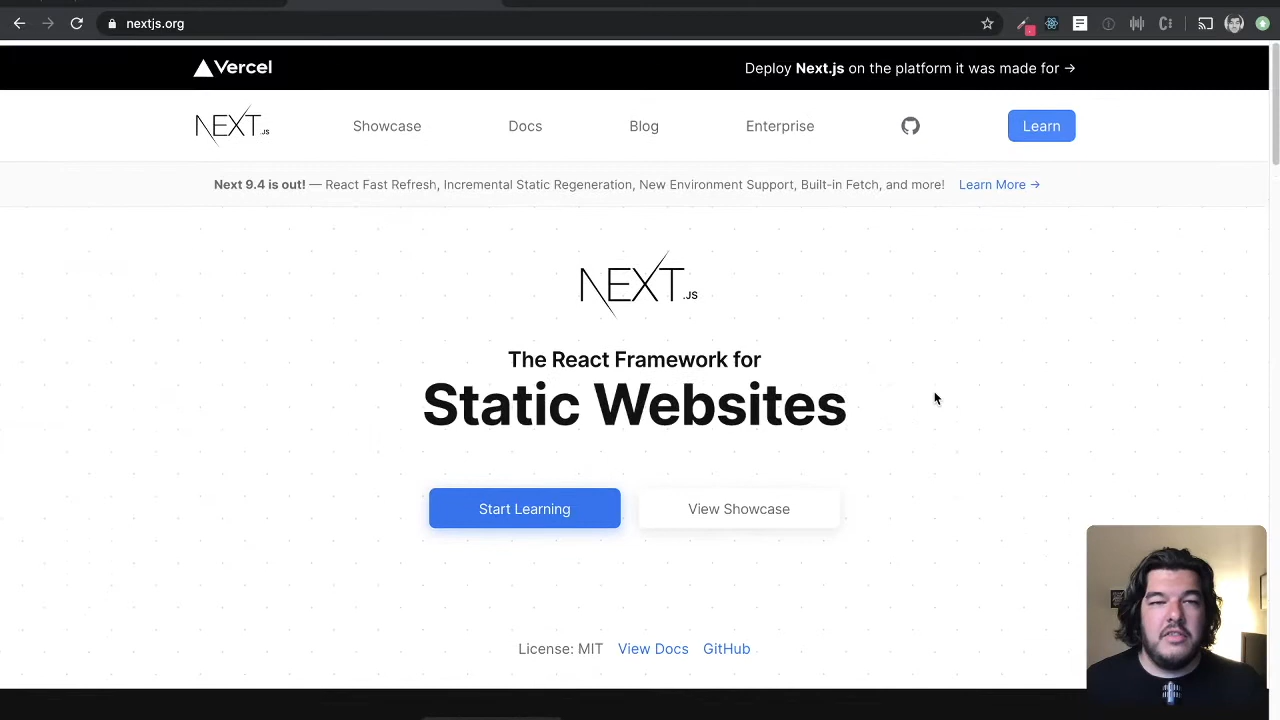 nextjs.org
Vercel
Deploy Next.js on the platform it was made for →
NEXT.JS
Showcase
Docs
Blog
Enterprise
Learn
Next 9.4 is out! — React Fast Refresh, Incremental Static Regeneration, New Environment Support, Built-in Fetch, and more! Learn More →
NEXT.JS
The React Framework for
Static Websites
Start Learning
View Showcase
License: MIT View Docs GitHub